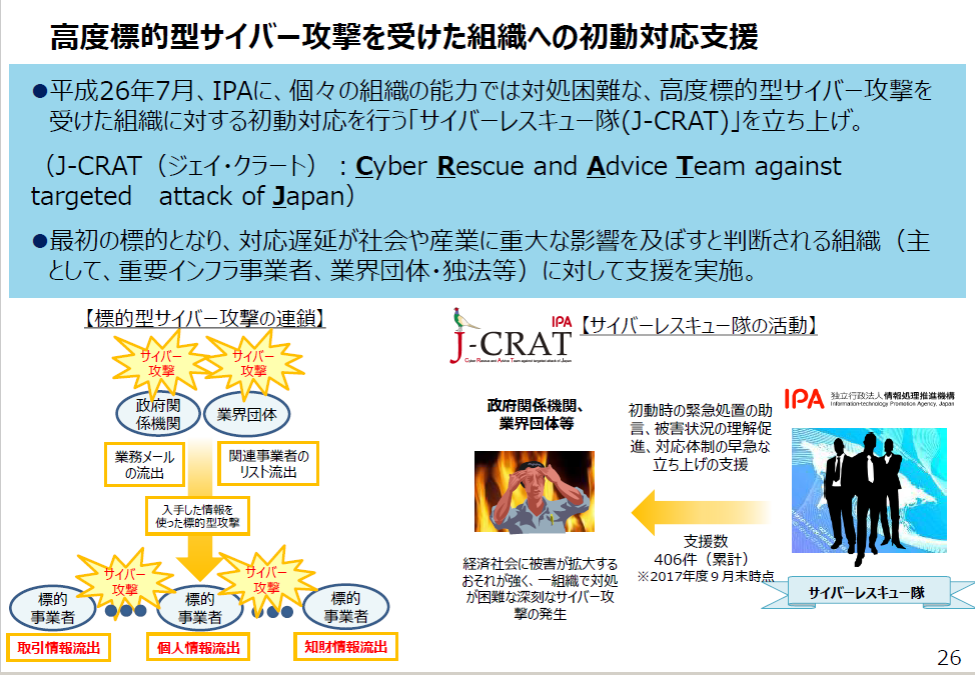 高度標的型サイバー攻撃を受けた組織への初動対応支援
●平成26年7月、IPAに、個々の組織の能力では対処困難な、高度標的型サイバー攻撃を
受けた組織に対する初動対応を行う「サイバーレスキュー隊(J-CRAT)」を立ち上げ。
（J-CRAT（ジェイ・クラート）：Cyber Rescue and Advice Team against
targeted　attack of Japan）
●最初の標的となり、対応遅延が社会や産業に重大な影響を及ぼすと判断される組織（主
として、重要インフラ事業者、業界団体・独法等）に対して支援を実施。
【標的型サイバー攻撃の連鎖】
サイバー
攻撃
サイバー
攻撃
政府関
係機関
業界団体
業務メール
の流出
関連事業者の
リスト流出
入手した情報を
使った標的型攻撃
サイバー
攻撃
サイバー
攻撃
標的
事業者
標的
事業者
標的
事業者
取引情報流出
個人情報流出
知財情報流出
IPA
J-CRAT
Cyber Rescue and Advice Team against targeted attack of Japan
【サイバーレスキュー隊の活動】
政府関係機関、
業界団体等
経済社会に被害が拡大する
おそれが強く、一組織で対処
が困難な深刻なサイバー攻
撃の発生
初動時の緊急処置の助
言、被害状況の理解促
進、対応体制の早急な
立ち上げの支援
支援数
406件（累計）
※2017年度９月末時点
IPA 独立行政法人情報処理推進機構
Information-technology Promotion Agency, Japan
サイバーレスキュー隊
26